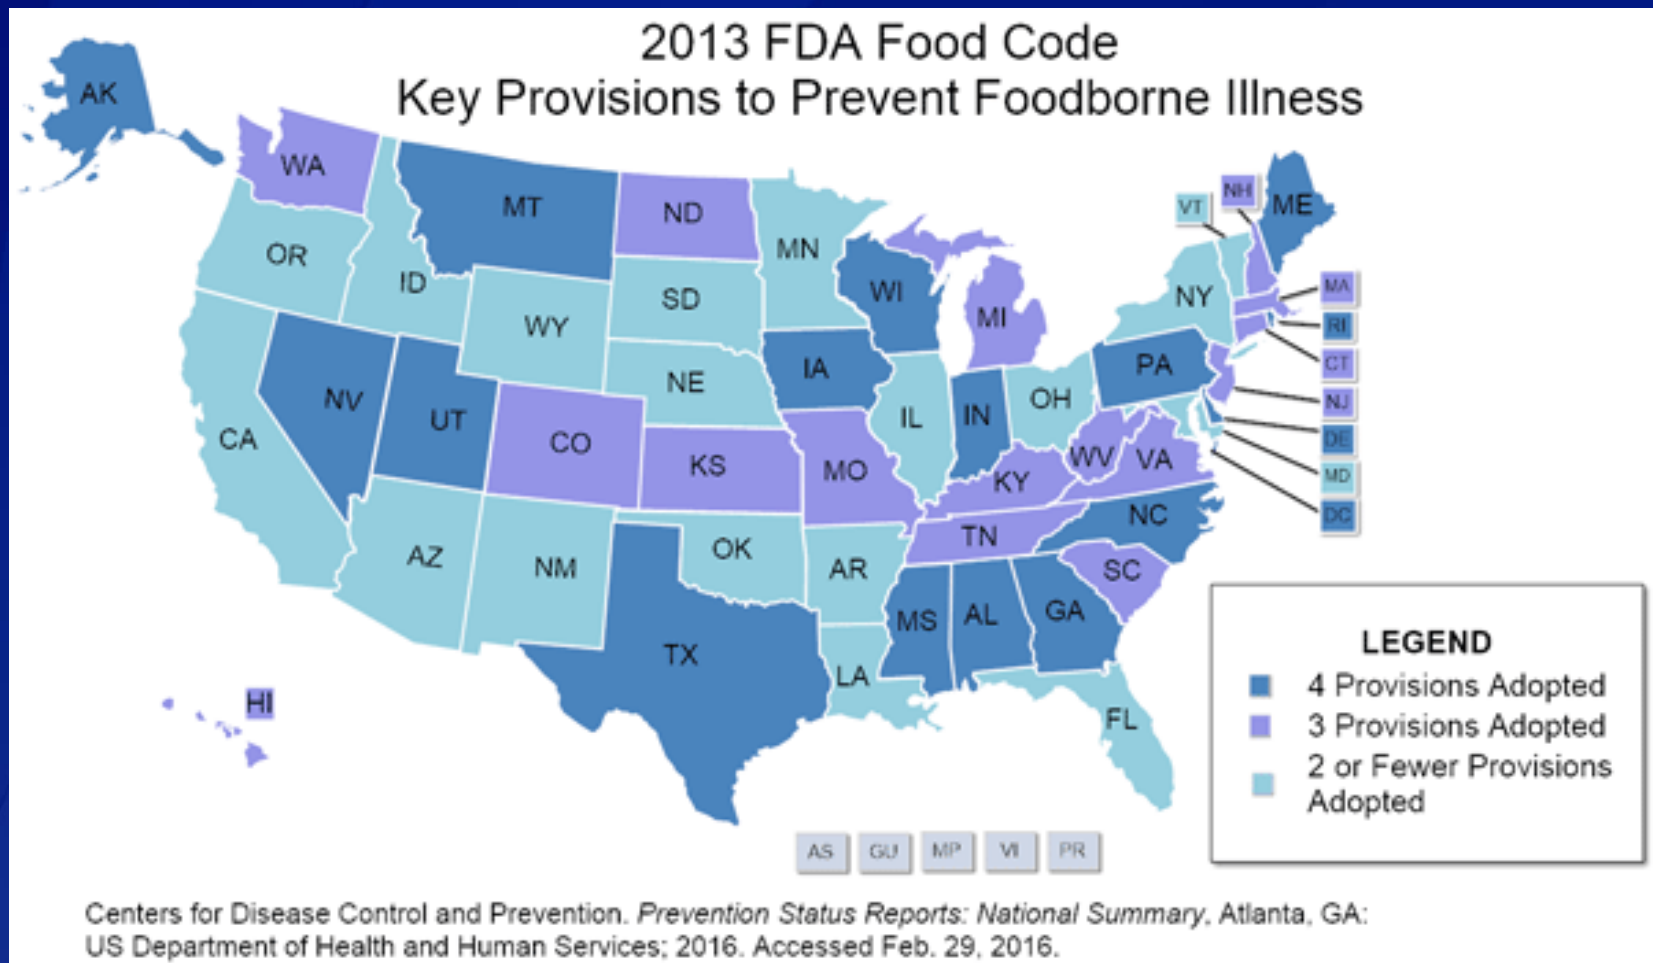 2013 FDA Food Code
Key Provisions to Prevent Foodborne Illness
AK
WA
MT
ND
MN
VT
NH
ME
OR
ID
WY
SD
WI
MI
NY
MA
RI
CT
NJ
DE
MD
DC
NV
UT
CA
CO
NE
IA
IL
IN
OH
PA
KS
MO
KY
WV
VA
TN
NC
SC
AZ
NM
OK
AR
MS
AL
GA
TX
LA
FL
HI
LEGEND
4 Provisions Adopted
3 Provisions Adopted
2 or Fewer Provisions
Adopted
AS
GU
MP
VI
PR
Centers for Disease Control and Prevention. Prevention Status Reports: National Summary, Atlanta, GA:
US Department of Health and Human Services; 2016. Accessed Feb. 29, 2016.